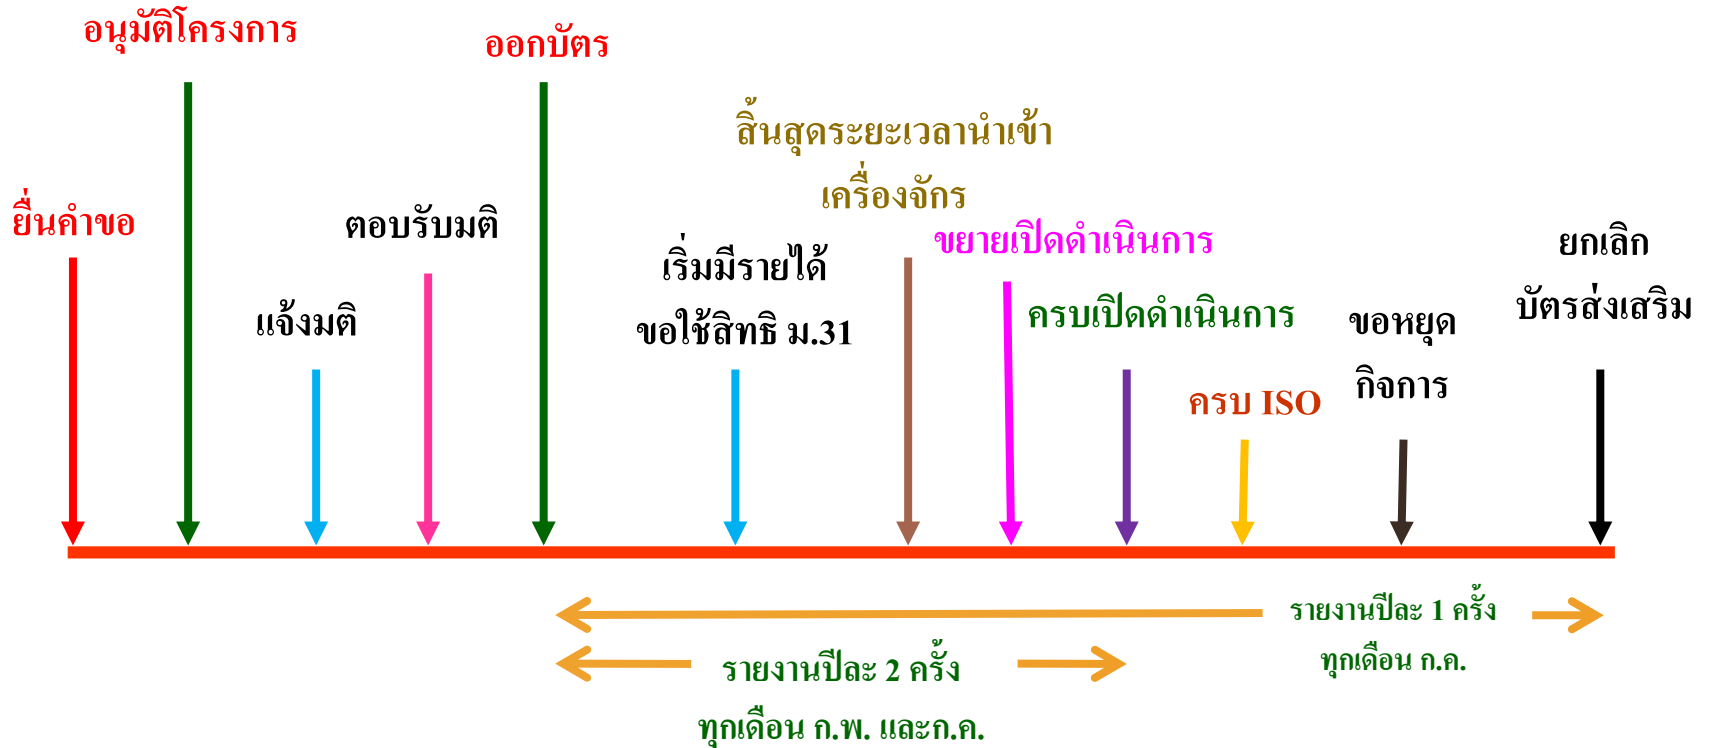 อนุมัติโครงการ
ออกบัตร
สิ้นสุดระยะเวลานำเข้า
เครื่องจักร
ยื่นคำขอ
ตอบรับมติ
ขยายเปิดดำเนินการ
ยกเลิก
บัตรส่งเสริม
เริ่มมีรายได้
ขอใช้สิทธิ ม.31
แจ้งมติ
ครบเปิดดำเนินการ
ขอหยุด
กิจการ
ครบ ISO
รายงานปีละ 1 ครั้ง
ทุกเดือน ก.ค.
รายงานปีละ 2 ครั้ง
ทุกเดือน ก.พ. และก.ค.